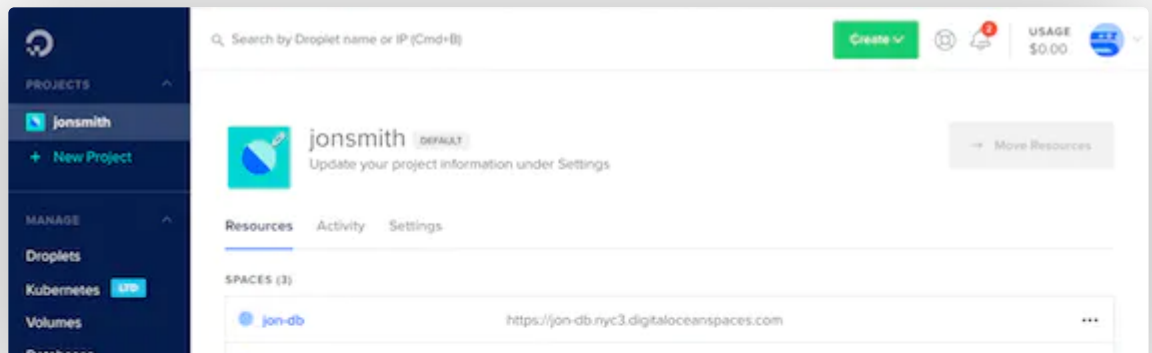 Search by Droplet name or IP (Cmd+B)
Create
2
USAGE
$0.00
PROJECTS
jonsmith
+ New Project
MANAGE
Droplets
Kubernetes LTD
Volumes
Databases
jonsmith DEFAULT
Update your project information under Settings
→ Move Resources
Resources Activity Settings
SPACES (3)
jon-db https://jon-db.nyc3.digitaloceanspaces.com ...